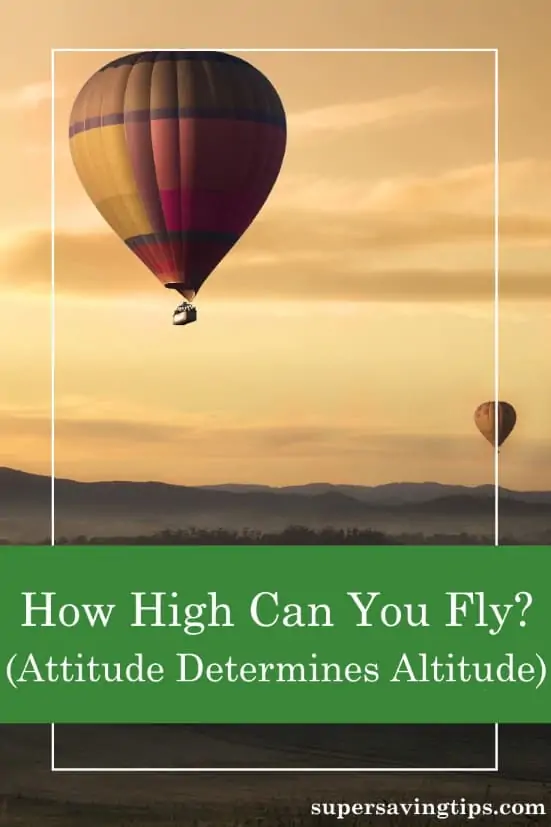 How High Can You Fly?
(Attitude Determines Altitude)
supersavingtips.com